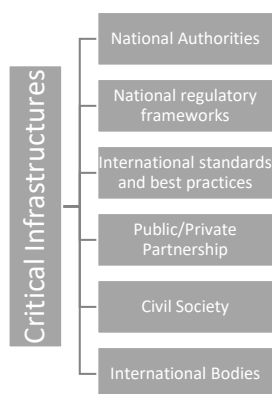 Critical Infrastructures
National Authorities
National regulatory
frameworks
International standards
and best practices
Public/Private
Partnership
Civil Society
International Bodies